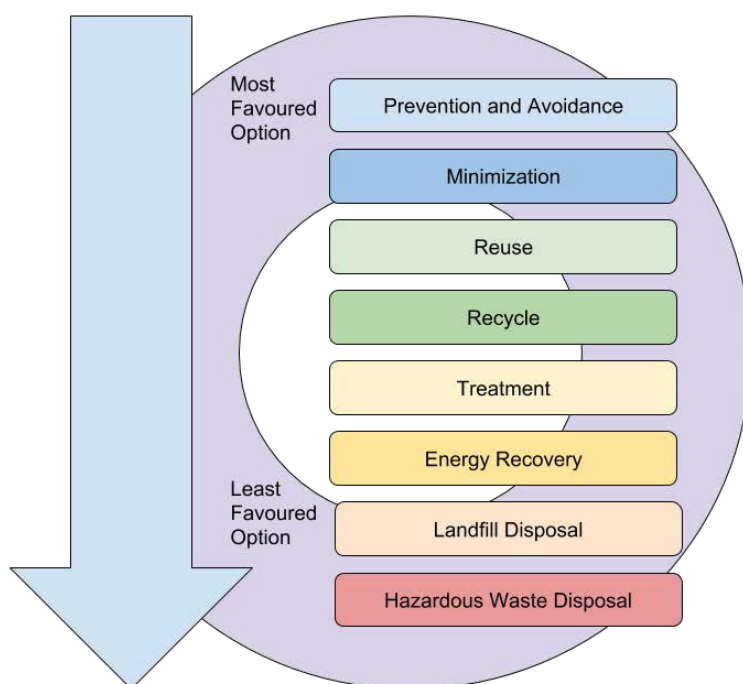 Most
Favoured
Option
Prevention and Avoidance
Minimization
Reuse
Recycle
Treatment
Energy Recovery
Least
Favoured
Option
Landfill Disposal
Hazardous Waste Disposal